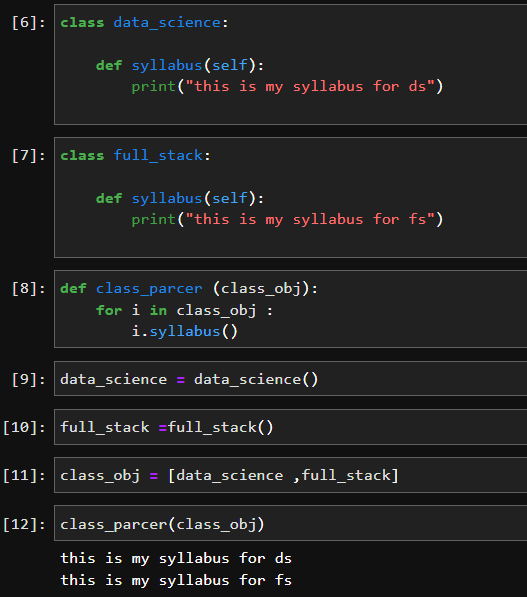 [6]: class data_science:
def syllabus(self):
print("this is my syllabus for ds")
[7]: class full_stack:
def syllabus(self):
print("this is my syllabus for fs")
[8]: def class_parcer (class_obj):
for i in class_obj :
i.syllabus()
[9]: data_science = data_science()
[10]: full_stack =full_stack()
[11]: class_obj = [data_science ,full_stack]
[12]: class_parcer(class_obj)
this is my syllabus for ds
this is my syllabus for fs